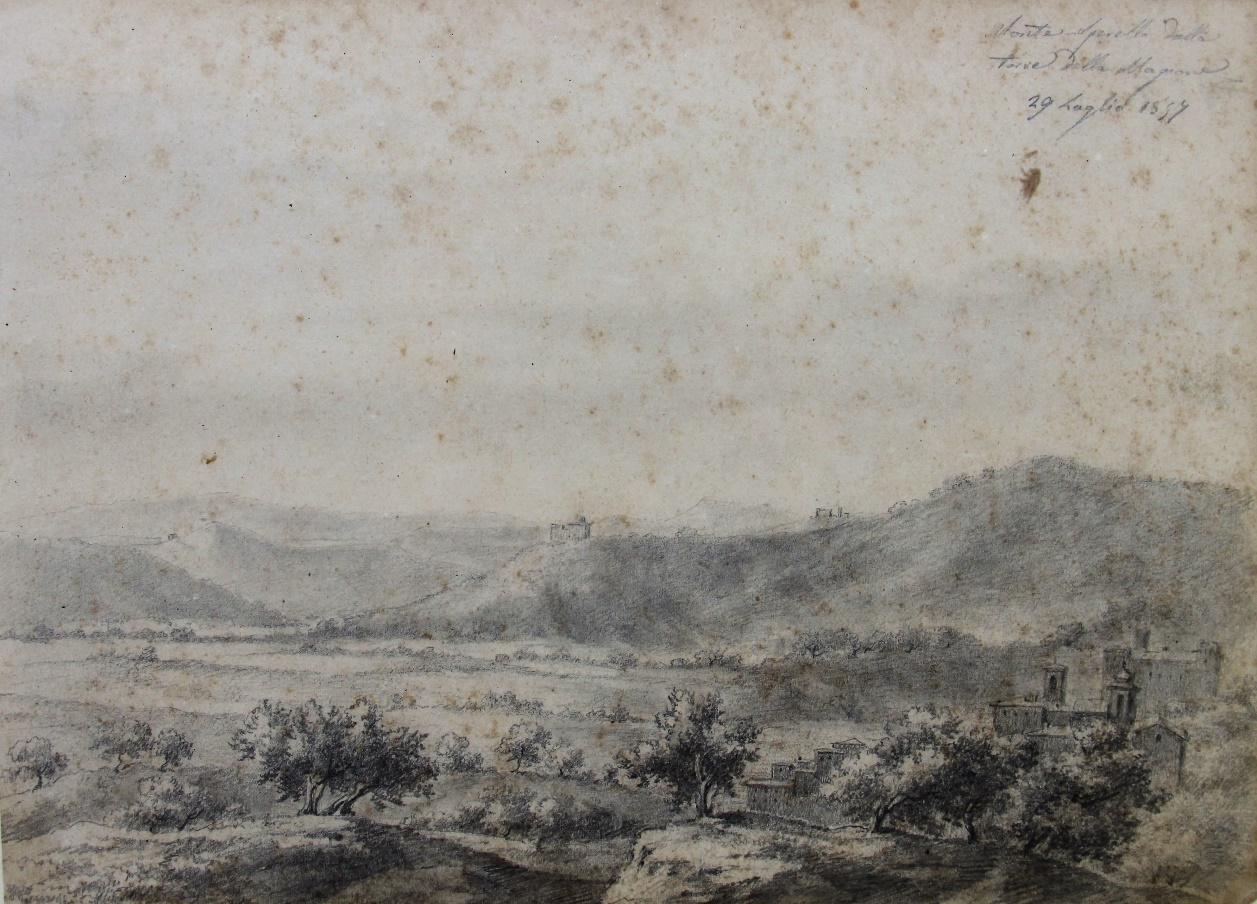 Monte Sperello dalla
Torre della Magione
29 Luglio 1857